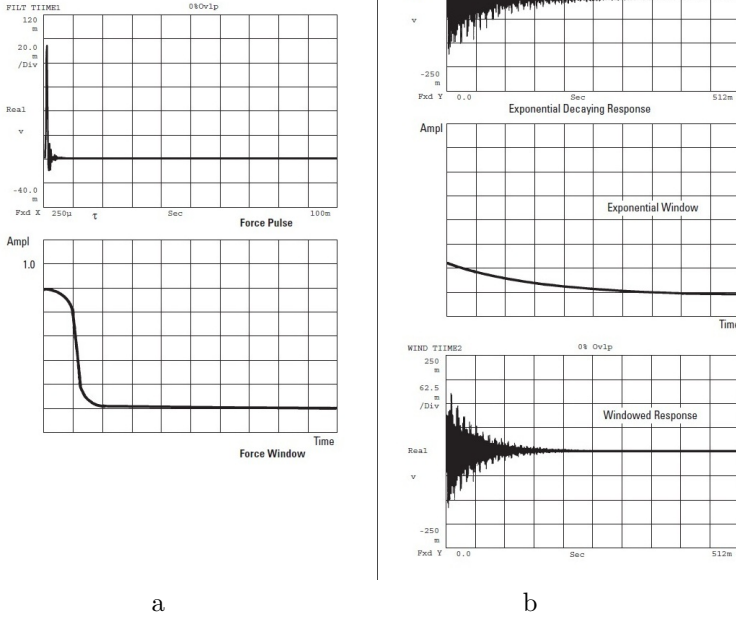 FILT TIIME1 0%Ovlp
120
m
20.0
m
/Div
Real
v
-40.0
m
Fxd X 250µ τ Sec 100m
Force Pulse
Ampl
1.0
Time
Force Window
a
v
-250
m
Fxd Y 0.0 Sec 512m
Exponential Decaying Response
Ampl
Exponential Window
Time
WIND TIIME2 0% Ovlp
250
m
62.5
m
/Div
Windowed Response
Real
v
-250
m
Fxd Y 0.0 Sec 512m
b